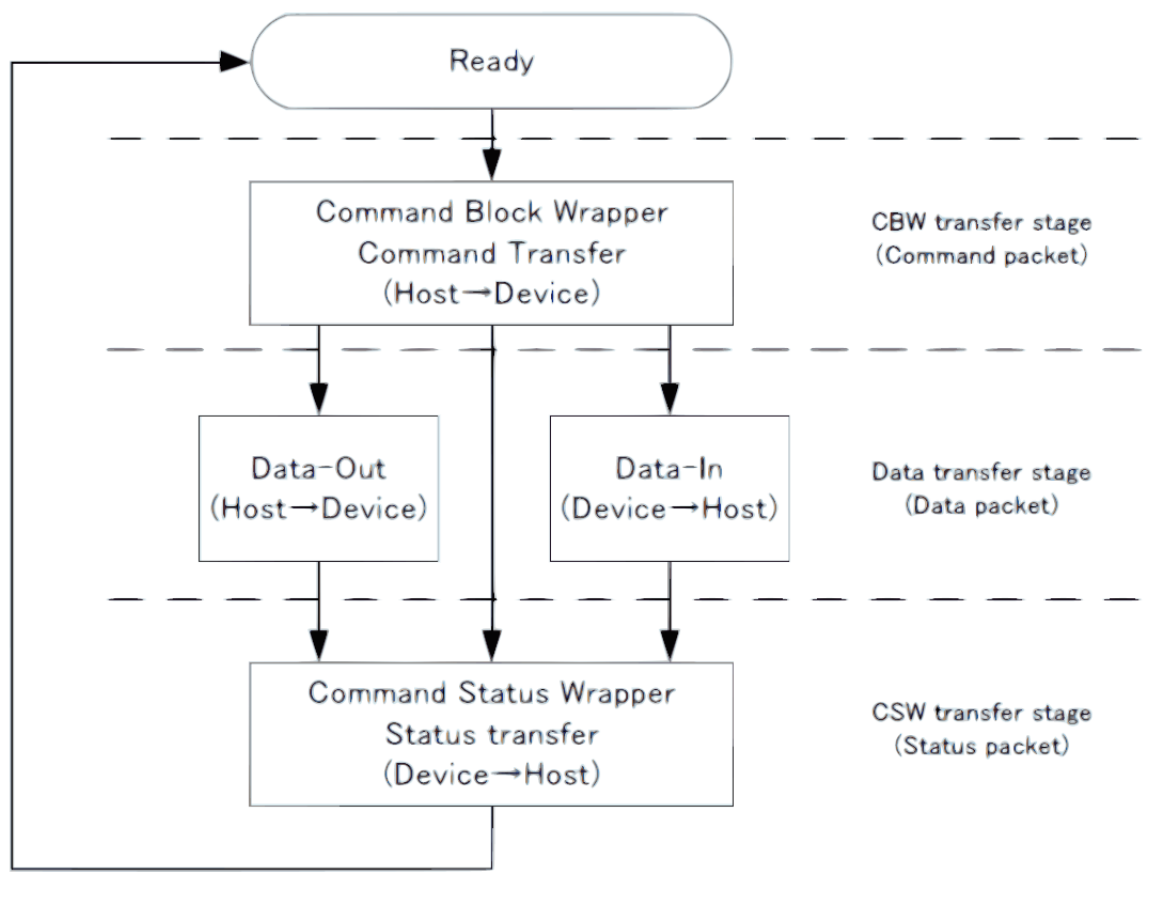 Ready
Command Block Wrapper
Command Transfer
(Host→Device)
CBW transfer stage
(Command packet)
Data-Out
(Host→Device)
Data-In
(Device→Host)
Data transfer stage
(Data packet)
Command Status Wrapper
Status transfer
(Device→Host)
CSW transfer stage
(Status packet)